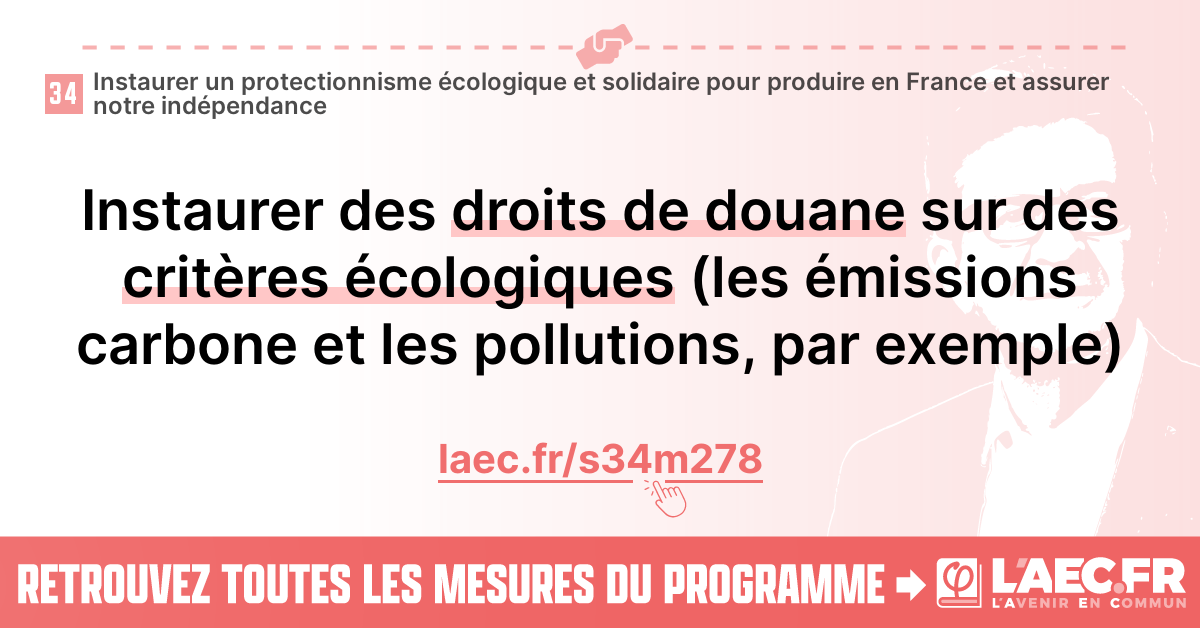 34
Instaurer un protectionnisme écologique et solidaire pour produire en France et assurer
notre indépendance
Instaurer des droits de douane sur des
critères écologiques (les émissions
carbone et les pollutions, par exemple)
laec.fr/s34m278
RETROUVEZ TOUTES LES MESURES DU PROGRAMME
φ
L'AEC.FR
L'AVENIR EN COMMUN